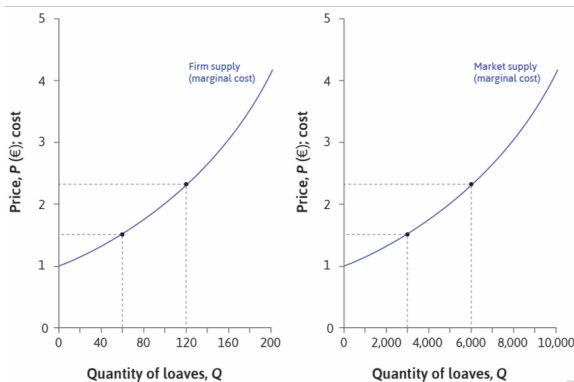 5
4
3
2
1
0
Price, P (€); cost
Firm supply
(marginal cost)
0 40 80 120 160 200
Quantity of loaves, Q
5
4
3
2
1
0
Price, P (€); cost
Market supply
(marginal cost)
0 2,000 4,000 6,000 8,000 10,000
Quantity of loaves, Q